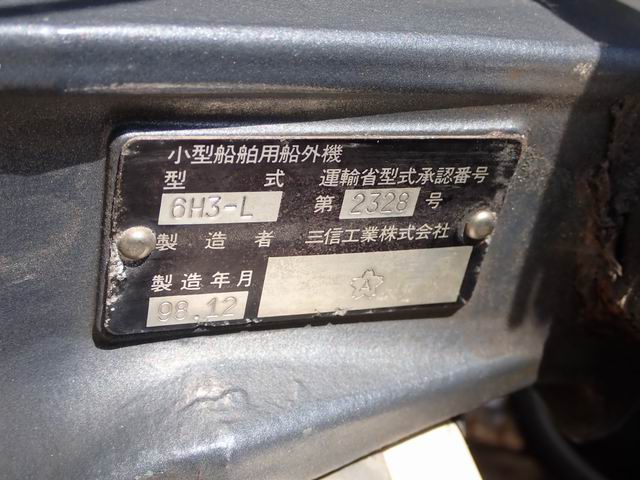 小型船舶用船外機
型式 運輸省型式承認番号
6H3-L 第 2328 号
製造者 三信工業株式会社
製造年月
98.12
A